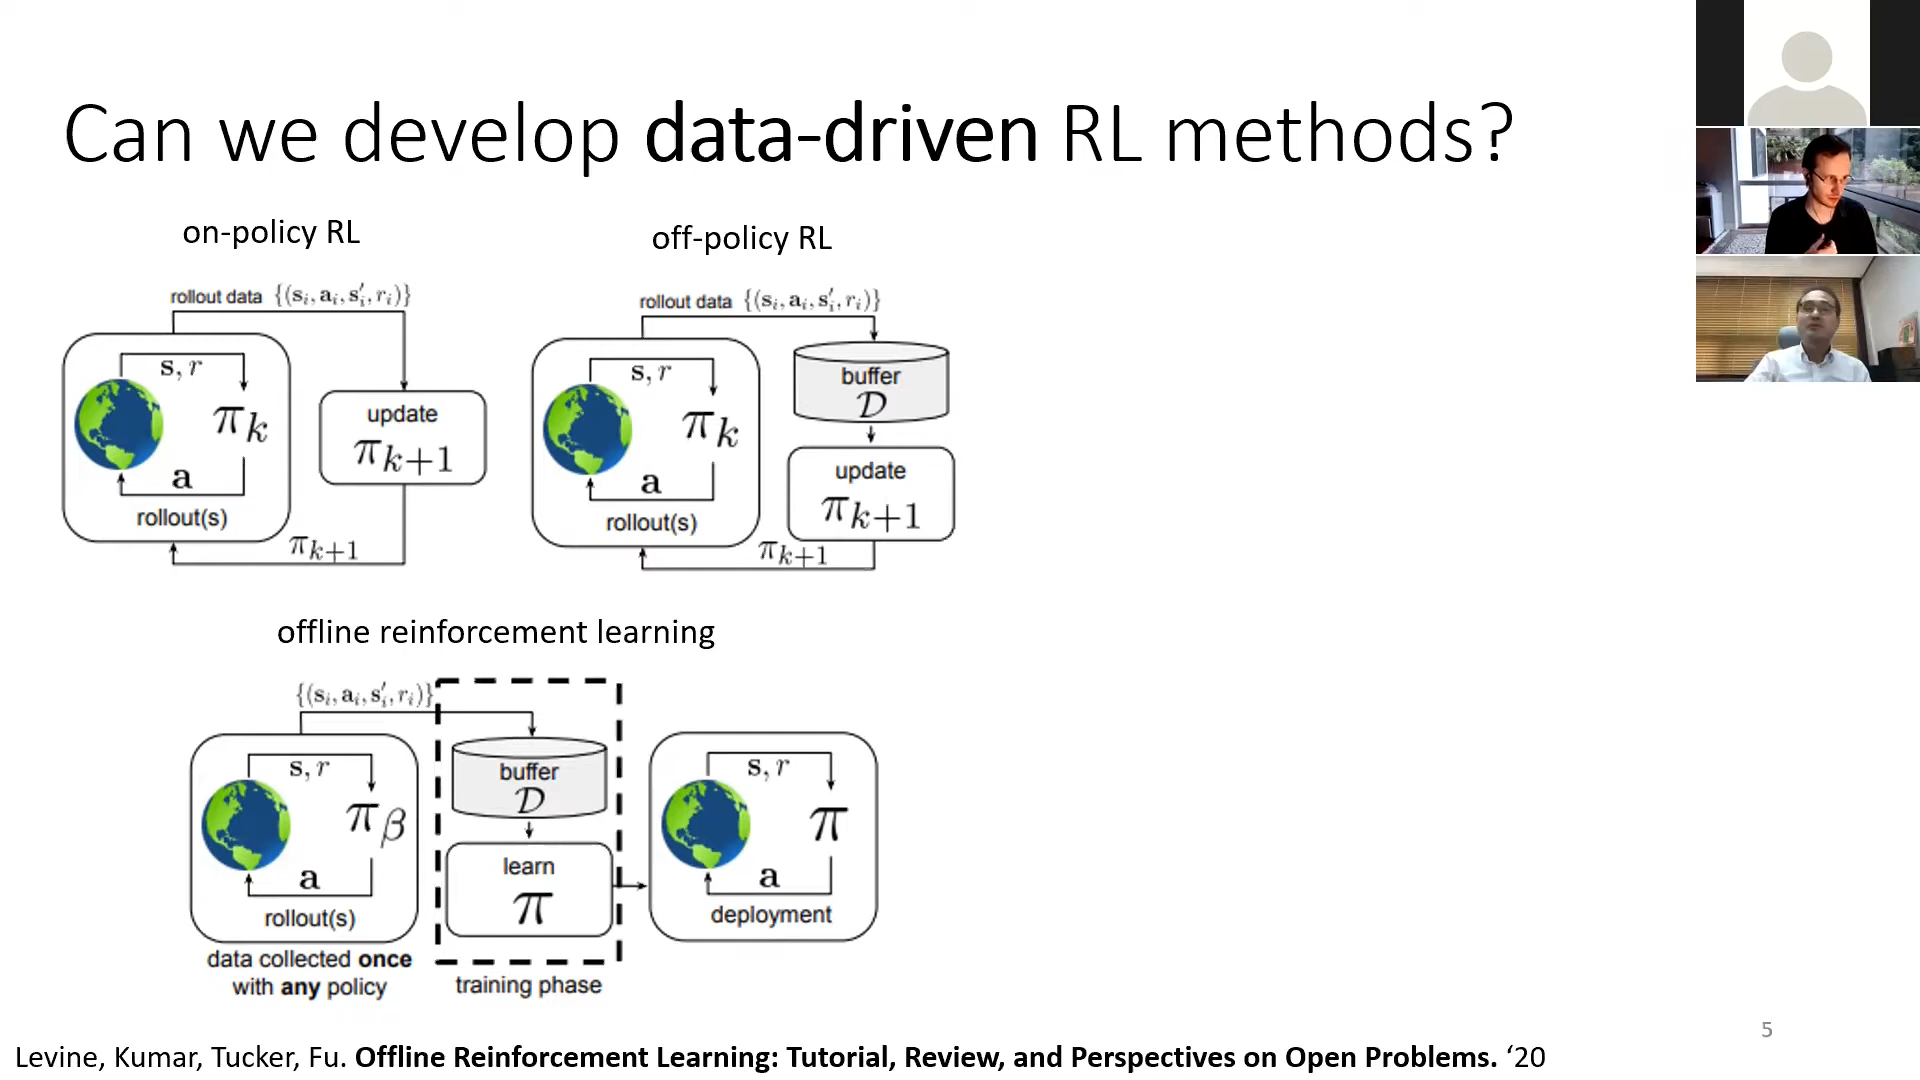 Can we develop data-driven RL methods?
on-policy RL
rollout data {(s_i, a_i, s'_i, r_i)}
s, r
π_k
a
rollout(s)
update
π_{k+1}
π_{k+1}
off-policy RL
rollout data {(s_i, a_i, s'_i, r_i)}
s, r
π_k
a
rollout(s)
buffer
D
update
π_{k+1}
π_{k+1}
offline reinforcement learning
{(s_i, a_i, s'_i, r_i)}
s, r
π_β
a
rollout(s)
data collected once
with any policy
buffer
D
learn
π
training phase
s, r
π
a
deployment
5
Levine, Kumar, Tucker, Fu. Offline Reinforcement Learning: Tutorial, Review, and Perspectives on Open Problems. ‘20